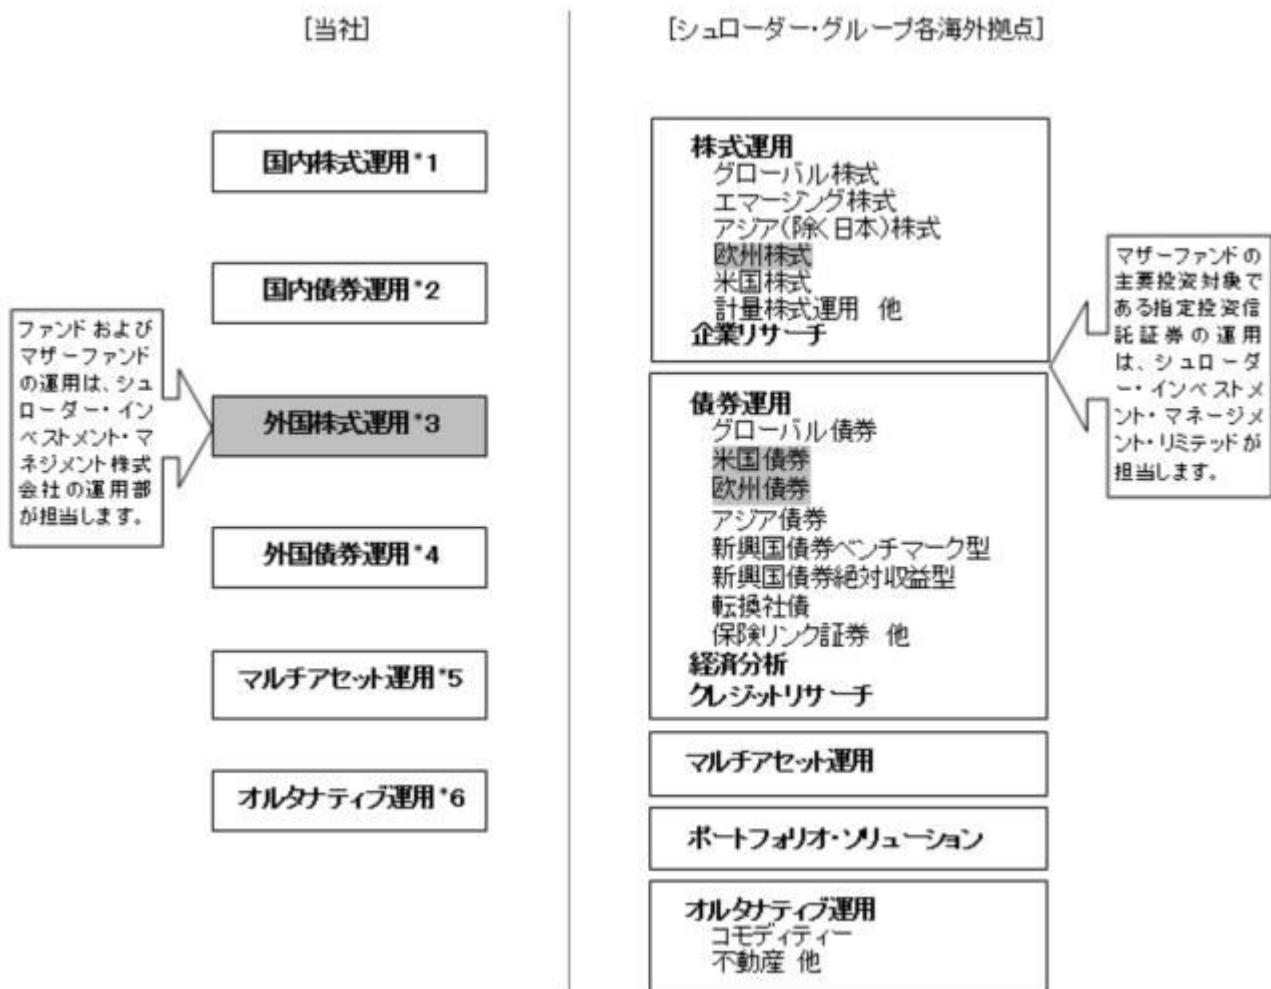 [当社]
国内株式運用*1
国内債券運用*2
ファンドおよび
マザーファンド
の運用は、シュ
ローダー・イン
ベストメント・マ
ネジメント株式
会社の運用部
が担当します。
外国株式運用*3
外国債券運用*4
マルチアセット運用*5
オルタナティブ運用*6
[シュローダー・グループ各海外拠点]
株式運用
グローバル株式
エマージング株式
アジア(除く日本)株式
欧州株式
米国株式
計量株式運用 他
企業リサーチ
マザーファンドの
主要投資対象で
ある指定投資信
託証券の運用
は、シュローダ
ー・インベストメ
ント・マネージメ
ント・リミテッドが
担当します。
債券運用
グローバル債券
米国債券
欧州債券
アジア債券
新興国債券ベンチマーク型
新興国債券絶対収益型
転換社債
保険リンク証券 他
経済分析
クレジットリサーチ
マルチアセット運用
ポートフォリオ・ソリューション
オルタナティブ運用
コモディティー
不動産 他